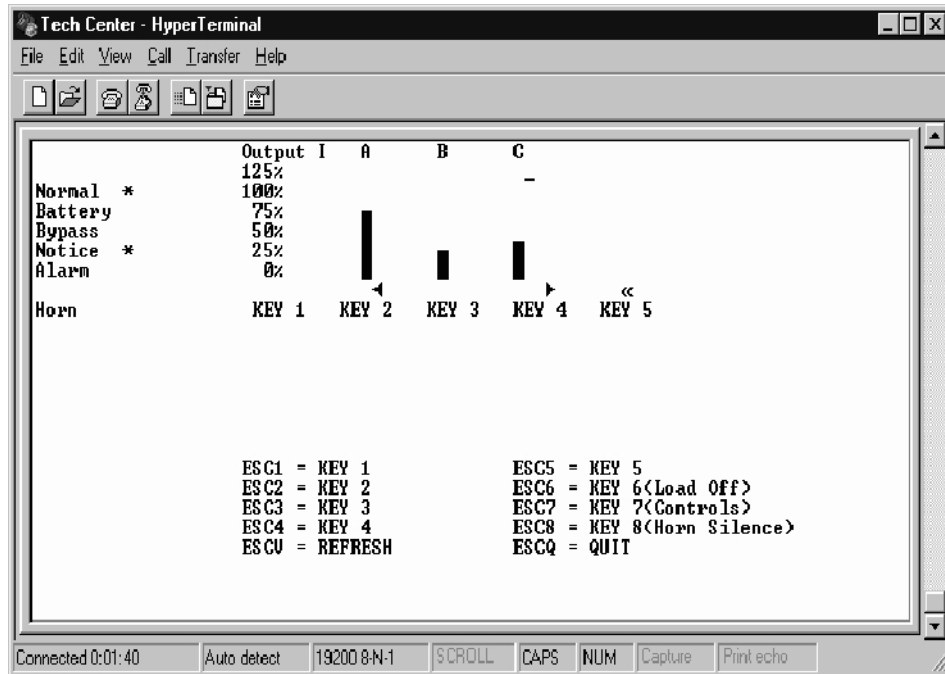 Tech Center - HyperTerminal
File Edit View Call Transfer Help
Output I A B C
125%
Normal * 100%
Battery 75%
Bypass 50%
Notice * 25%
Alarm 0%
«
Horn KEY 1 KEY 2 KEY 3 KEY 4 KEY 5
ESC1 = KEY 1 ESC5 = KEY 5
ESC2 = KEY 2 ESC6 = KEY 6(Load Off)
ESC3 = KEY 3 ESC7 = KEY 7(Controls)
ESC4 = KEY 4 ESC8 = KEY 8(Horn Silence)
ESCV = REFRESH ESCQ = QUIT
Connected 0:01:40 Auto detect 19200 8-N-1 SCROLL CAPS NUM Capture Print echo